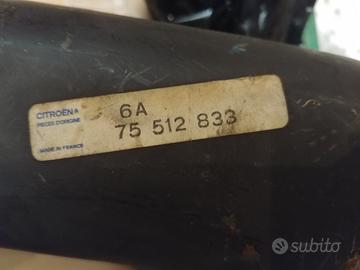 CITROËN
PIECES D'ORIGINE
MADE IN FRANCE
6A
75 512 833
subito